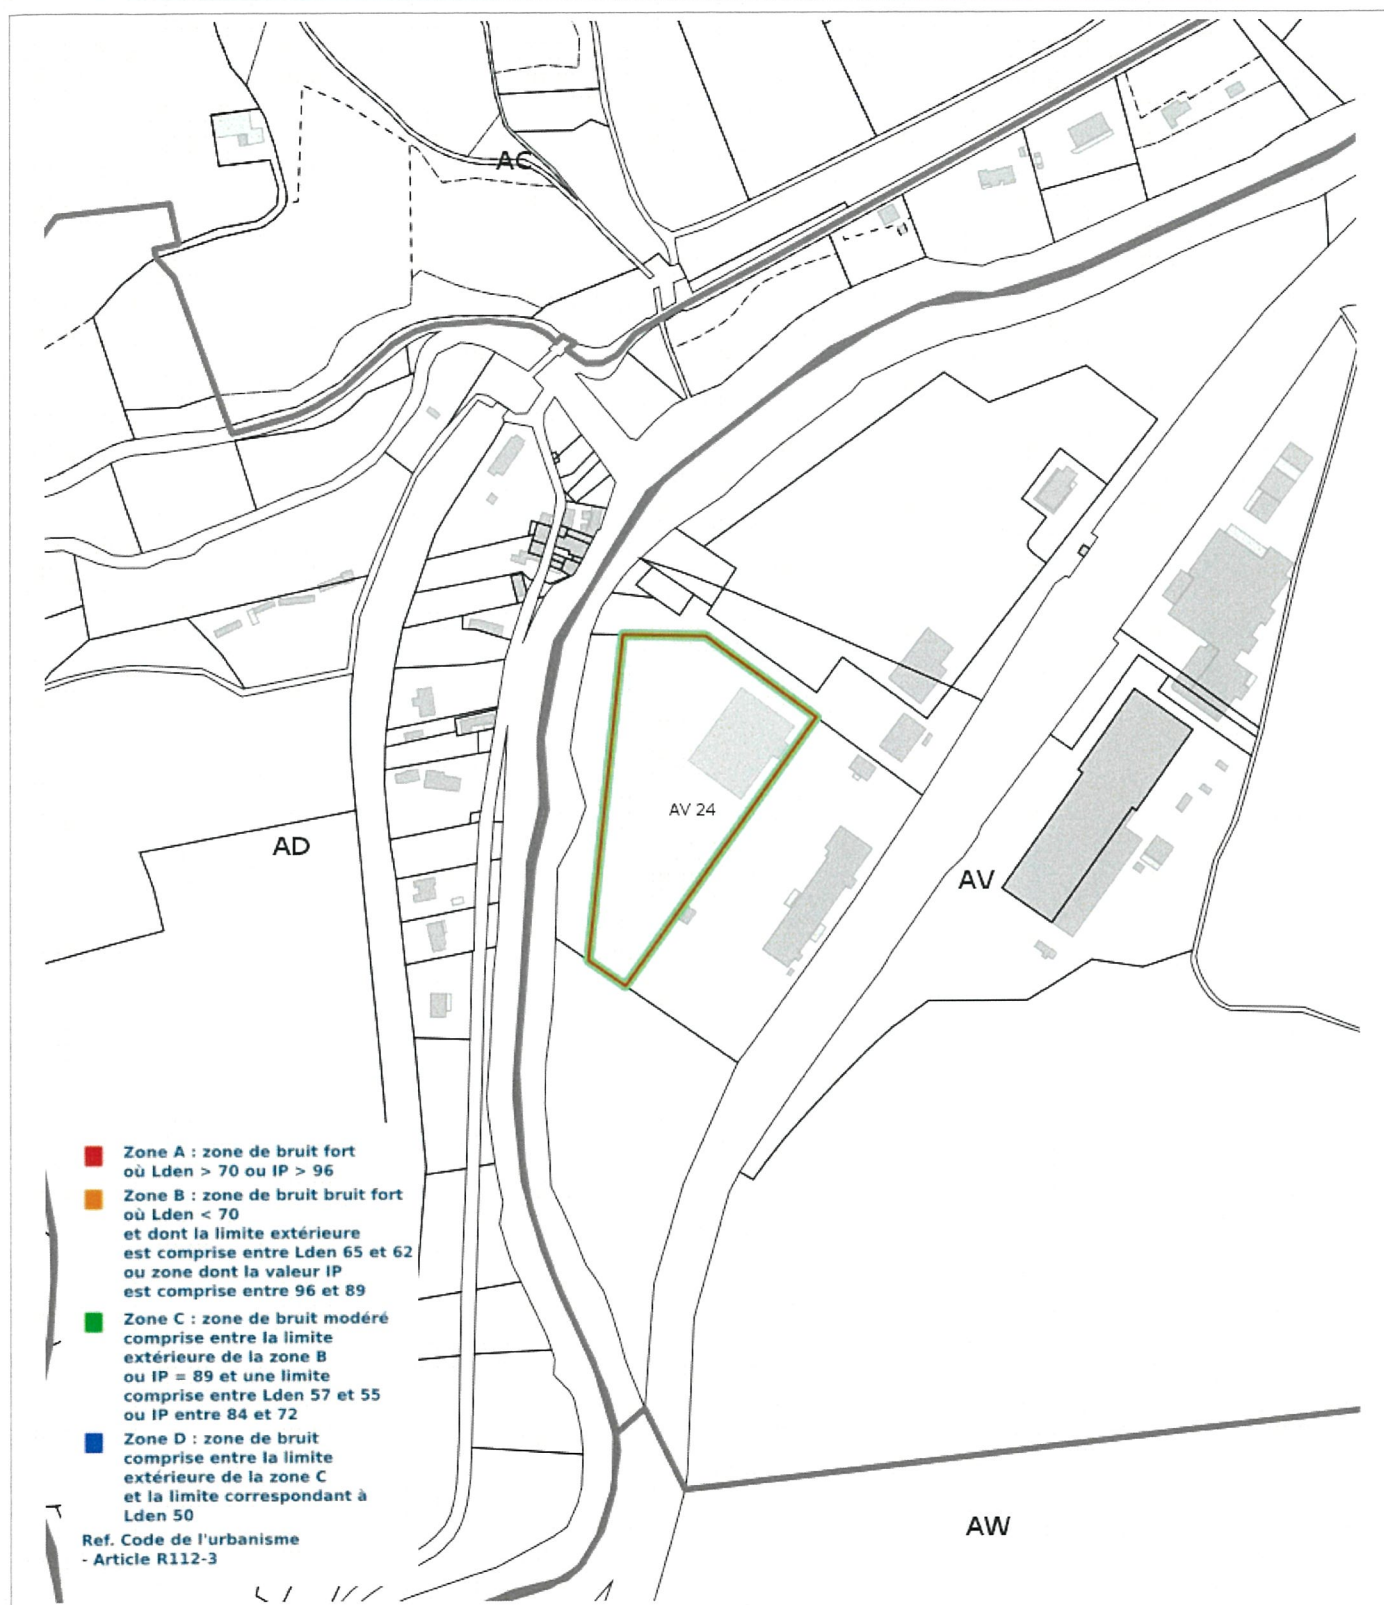 AC
AV 24
AD
AV
Zone A : zone de bruit fort
où Lden > 70 ou IP > 96
Zone B : zone de bruit bruit fort
où Lden < 70
et dont la limite extérieure
est comprise entre Lden 65 et 62
ou zone dont la valeur IP
est comprise entre 96 et 89
Zone C : zone de bruit modéré
comprise entre la limite
extérieure de la zone B
ou IP = 89 et une limite
comprise entre Lden 57 et 55
ou IP entre 84 et 72
Zone D : zone de bruit
comprise entre la limite
extérieure de la zone C
et la limite correspondant à
Lden 50
Ref. Code de l'urbanisme
- Article R112-3
AW